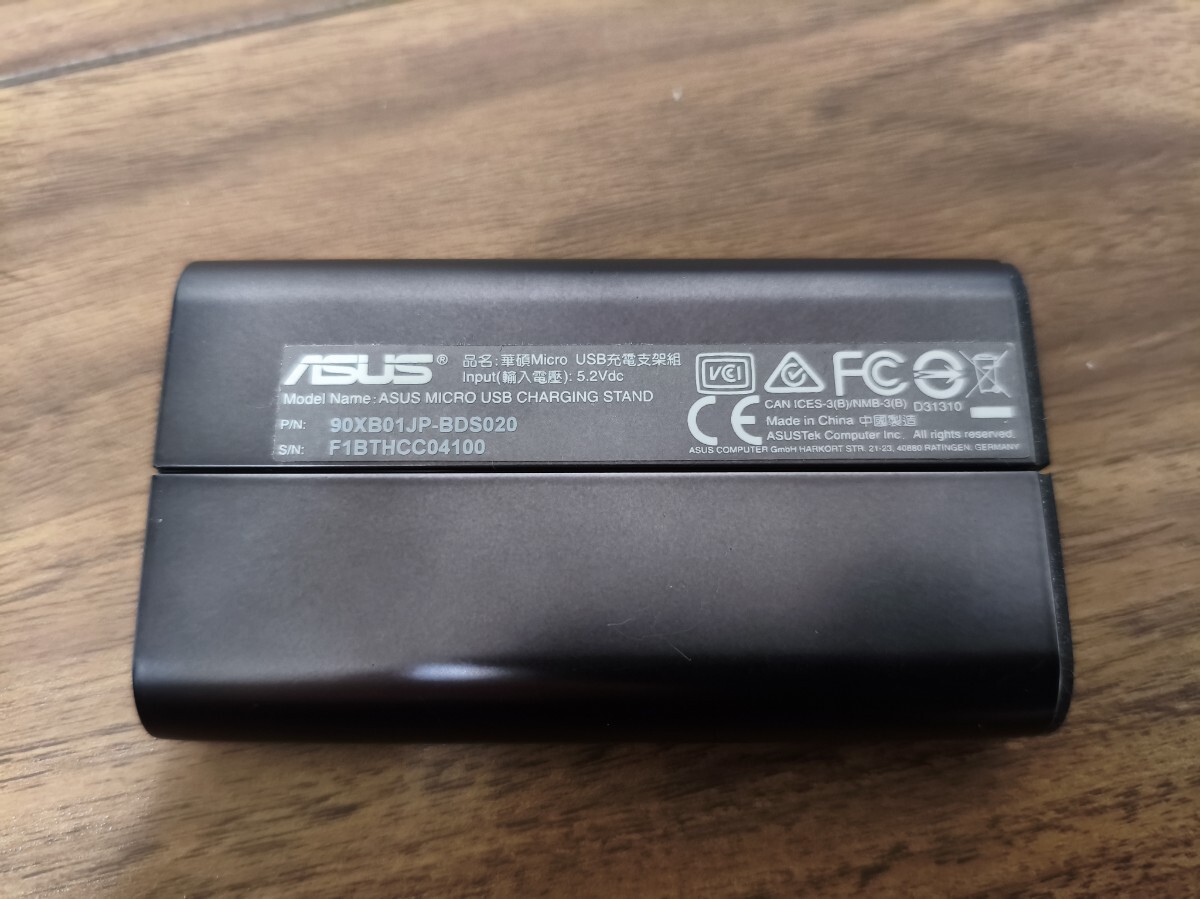 ASUS® 品名:華碩Micro USB充電支架組
Input(輸入電壓): 5.2Vdc
Model Name: ASUS MICRO USB CHARGING STAND
P/N: 90XB01JP-BDS020
S/N: F1BTHCC04100
VCI FC
CE CAN ICES-3(B)/NMB-3(B) D31310
Made in China 中國製造
ASUSTek Computer Inc. All rights reserved.
ASUS COMPUTER GmbH HARKORT STR. 21-23, 40880 RATINGEN, GERMANY